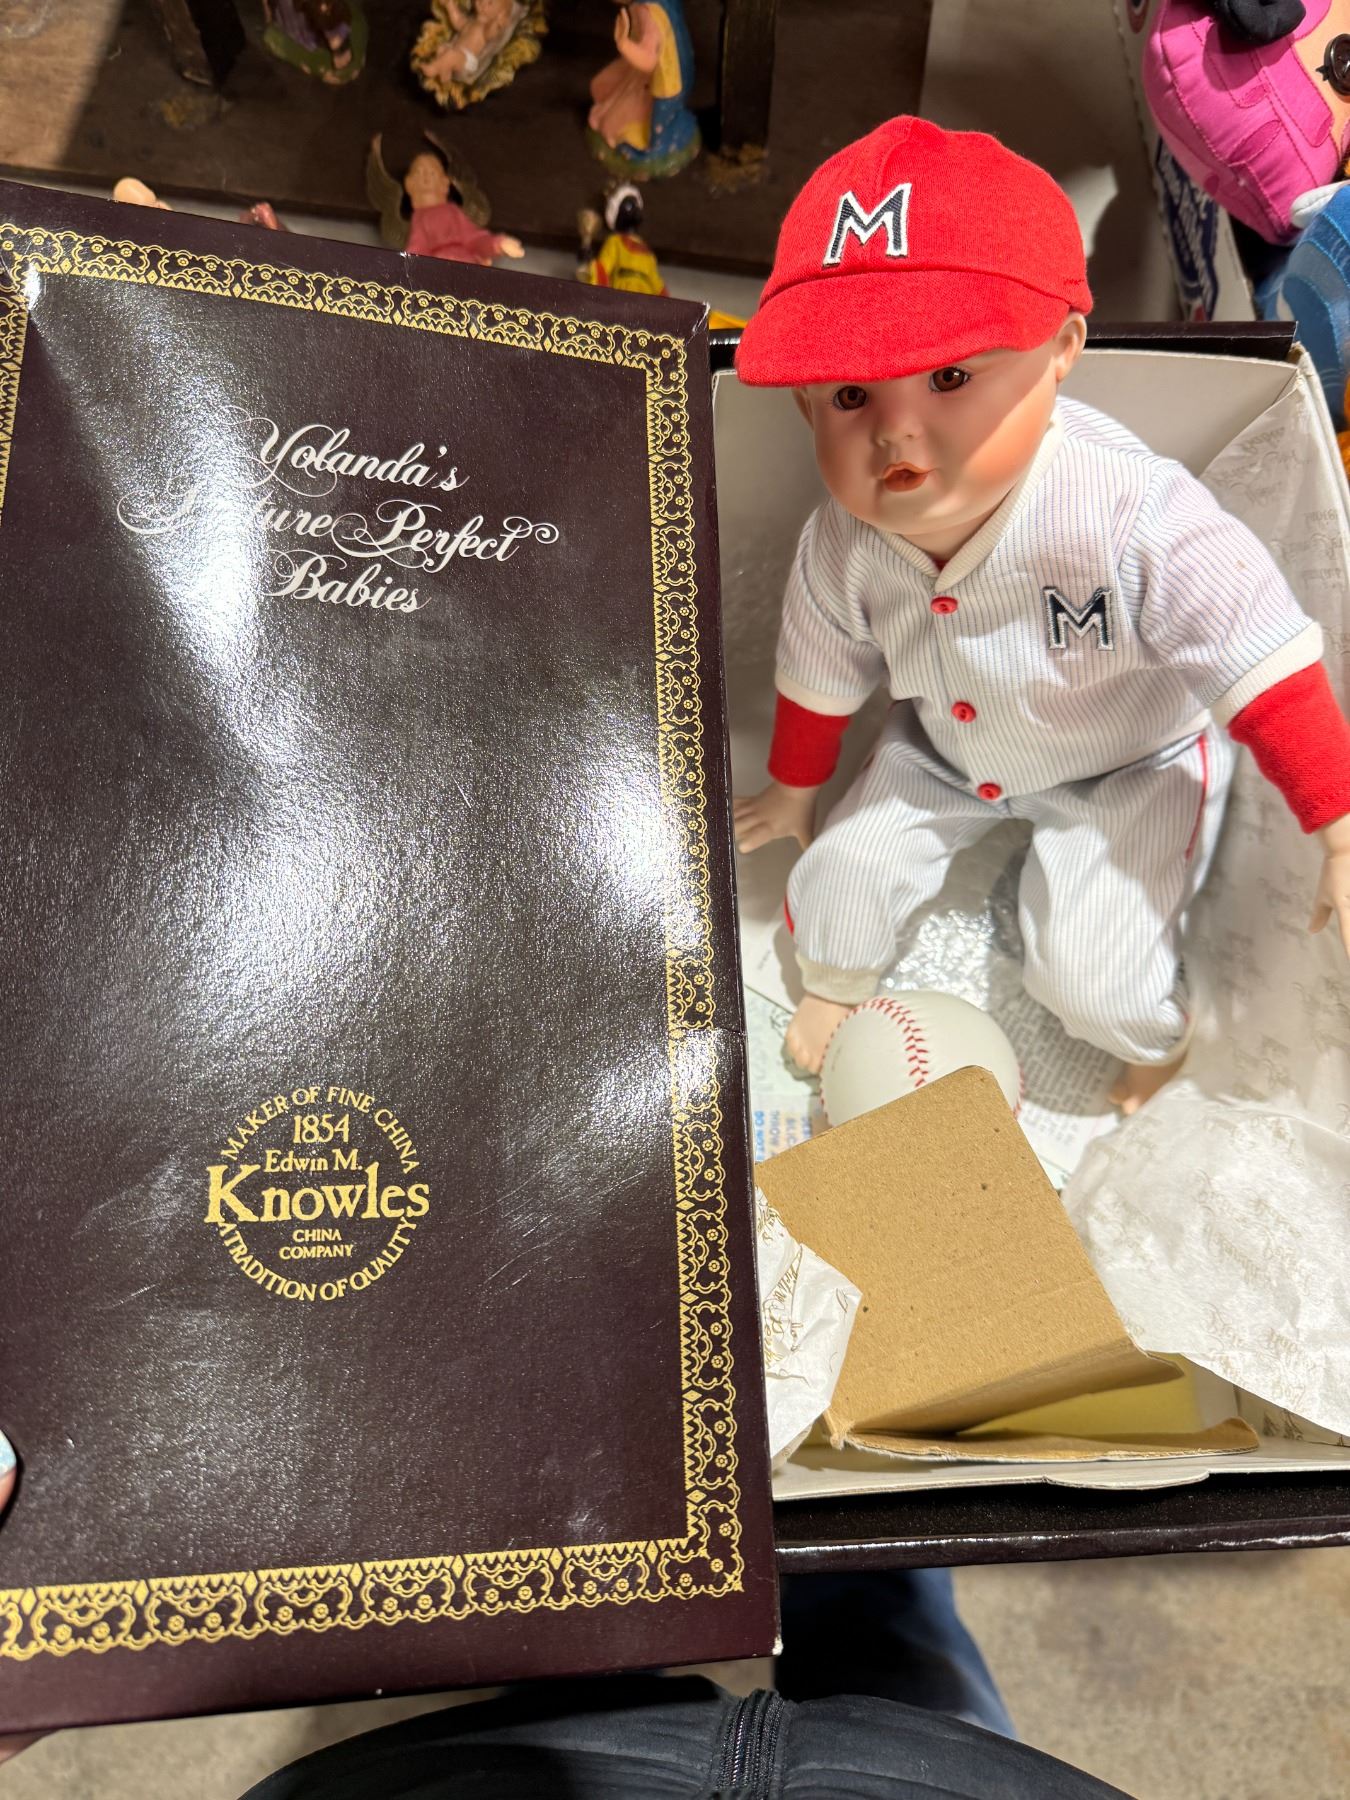 M
Yolanda's
Picture Perfect
Babies
M
MAKER OF FINE CHINA
1854
Edwin M.
Knowles
CHINA
COMPANY
A TRADITION OF QUALITY